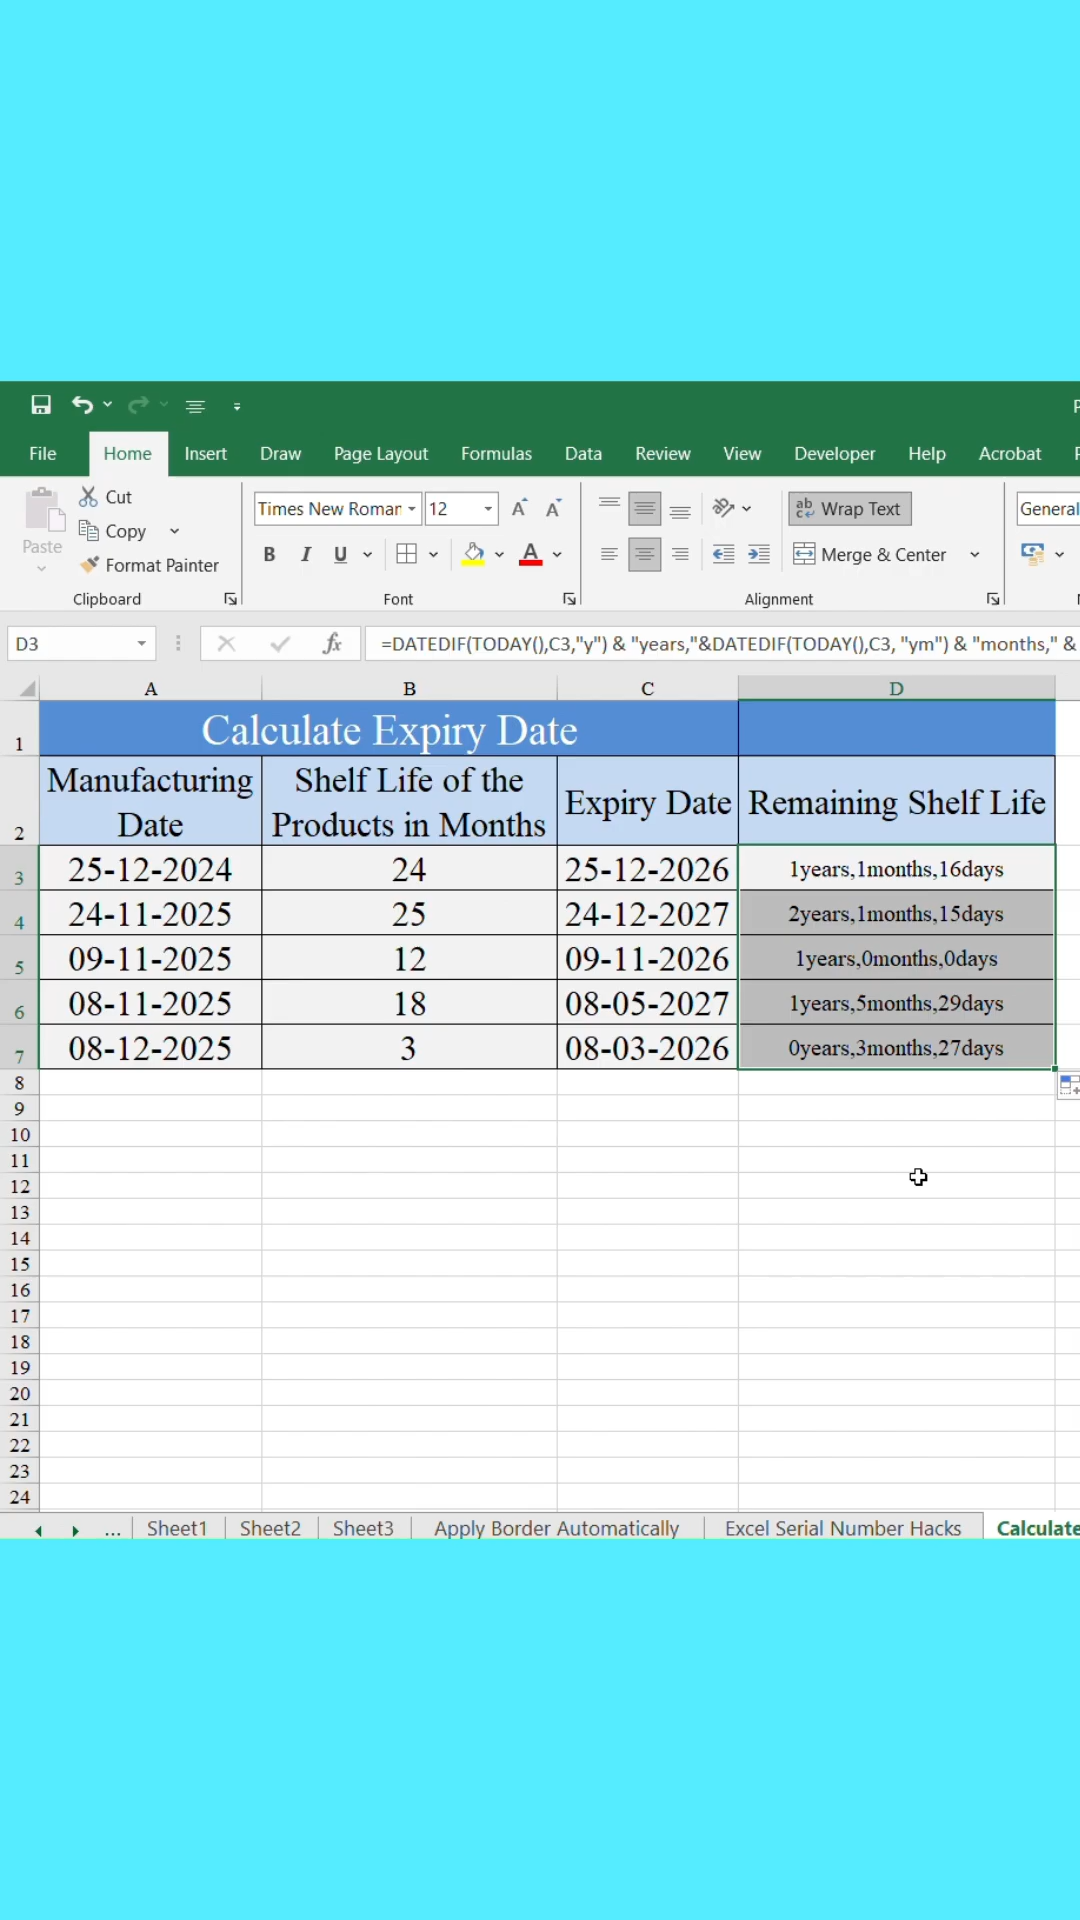 P
File Home Insert Draw Page Layout Formulas Data Review View Developer Help Acrobat
Paste
Cut
Copy
Format Painter
Clipboard
Times New Roman 12
A A
B I U A
Font
ab Wrap Text
Merge & Center
Alignment
General
D3 fx =DATEDIF(TODAY(),C3,"y") & "years,"&DATEDIF(TODAY(),C3, "ym") & "months," &
A B C D
1 Calculate Expiry Date
2 Manufacturing Date Shelf Life of the Products in Months Expiry Date Remaining Shelf Life
3 25-12-2024 24 25-12-2026 1years,1months,16days
4 24-11-2025 25 24-12-2027 2years,1months,15days
5 09-11-2025 12 09-11-2026 1years,0months,0days
6 08-11-2025 18 08-05-2027 1years,5months,29days
7 08-12-2025 3 08-03-2026 0years,3months,27days
8
9
10
11
12
13
14
15
16
17
18
19
20
21
22
23
24
... Sheet1 Sheet2 Sheet3 Apply Border Automatically Excel Serial Number Hacks Calculate